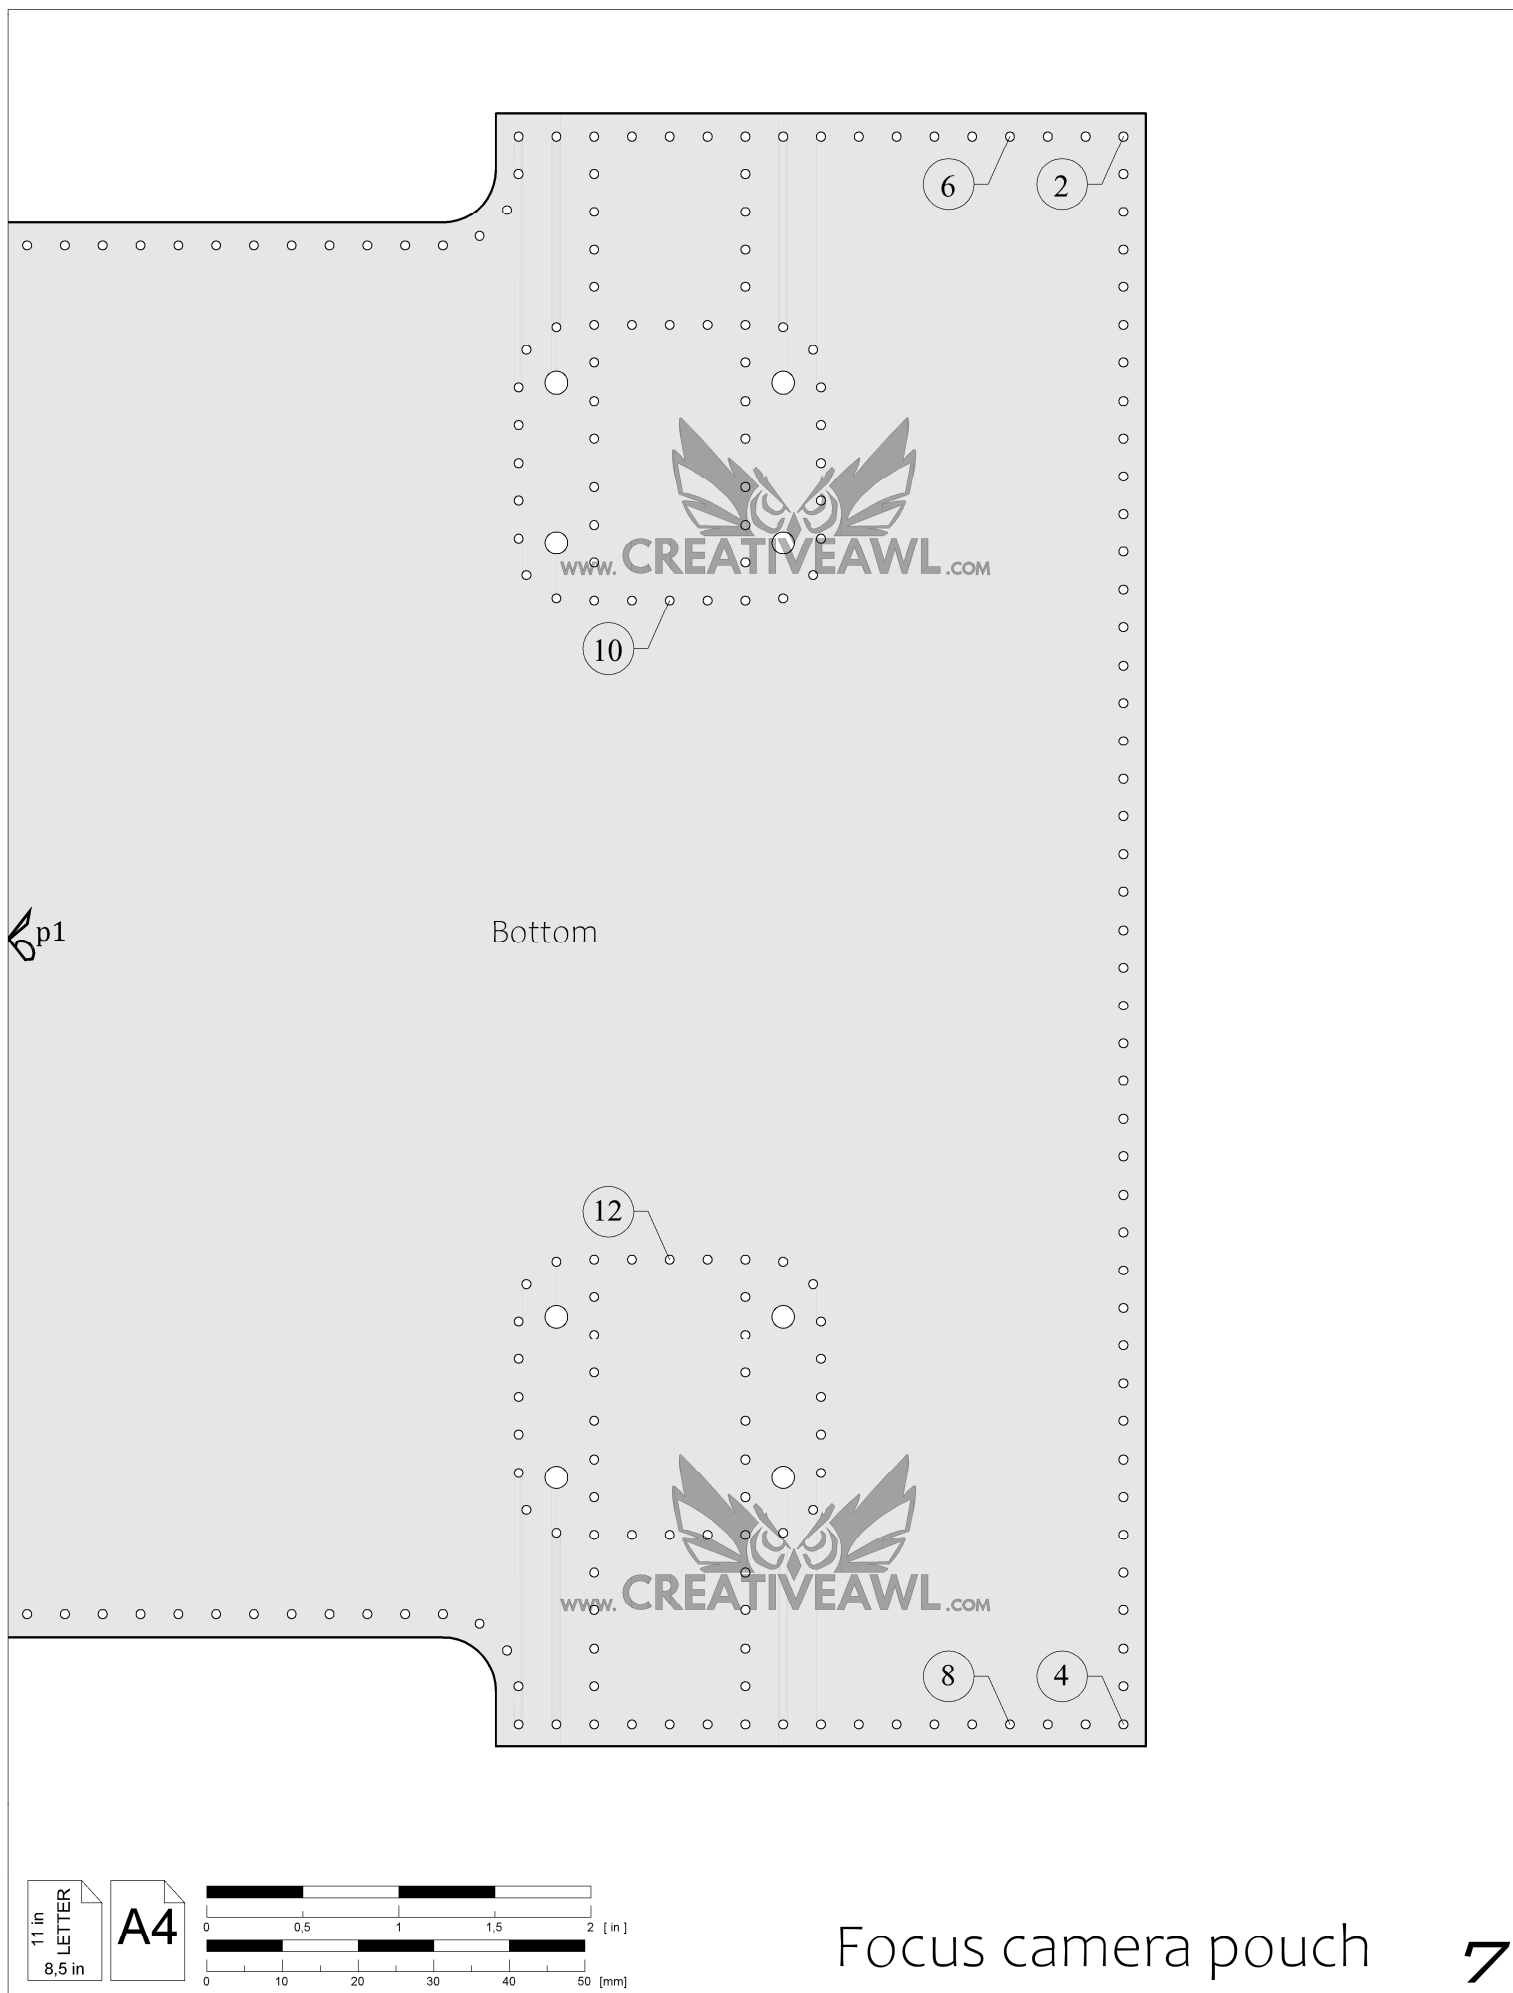 6
2
WWW. CREATIVEAWL .COM
10
p1
Bottom
12
WWW. CREATIVEAWL .COM
8
4
11 in
LETTER
8,5 in
A4
0 0,5 1 1,5 2 [ in ]
0 10 20 30 40 50 [mm]
Focus camera pouch
7